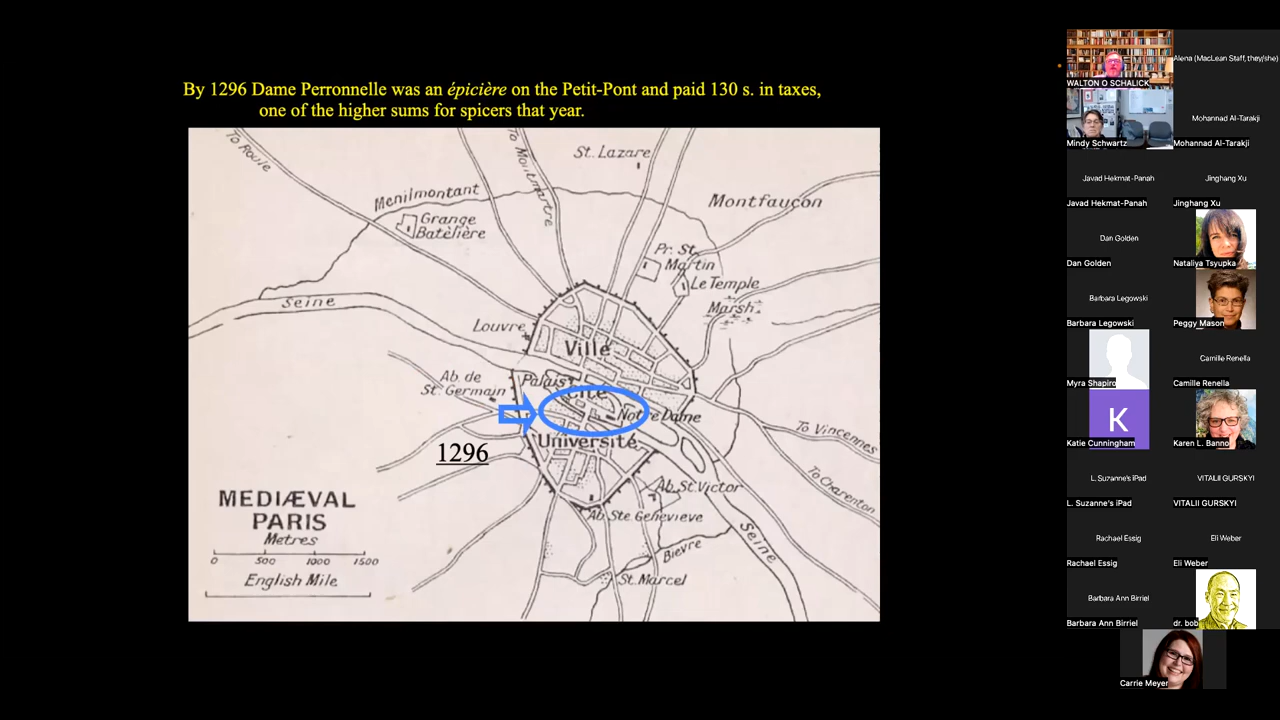 By 1296 Dame Perronnelle was an épicière on the Petit-Pont and paid 130 s. in taxes,
one of the higher sums for spicers that year.
To Roule
To Montmartre
St. Lazare
Menilmontant
Montfaucon
Grange
Batèlière
Pr. St.
Martin
Le Temple
Marsh.
Seine
Louvre
Ville
Ab. de
St. Germain
Palais
Cité
Notre Dame
Université
To Vincennes
To Charenton
1296
Ab. St. Victor
Ab. Ste. Geneviève
Seine
Bievre
St. Marcel
MEDIÆVAL
PARIS
Metres
0 500 1000 1500
English Mile
WALTON O SCHALICK
Alena (MacLean Staff, they/she)
Mindy Schwartz
Mohannad Al-Tarakji
Mohannad Al-Tarakji
Javad Hekmat-Panah
Javad Hekmat-Panah
Jinghang Xu
Jinghang Xu
Dan Golden
Dan Golden
Nataliya Tsyupka
Barbara Legowski
Barbara Legowski
Peggy Mason
Myra Shapiro
Camille Renella
Camille Renella
K
Katie Cunningham
Karen L. Banno
L. Suzanne's iPad
L. Suzanne's iPad
VITALII GURSKYI
VITALII GURSKYI
Rachael Essig
Rachael Essig
Eli Weber
Eli Weber
Barbara Ann Birriel
Barbara Ann Birriel
dr. bob
Carrie Meyer